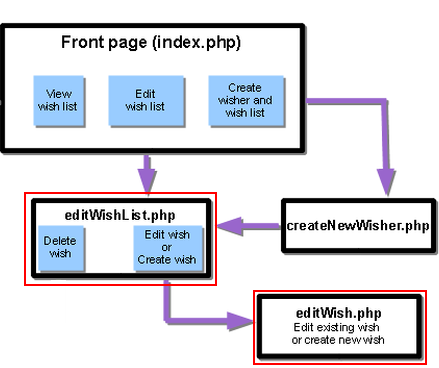 Front page (index.php)
View
wish list
Edit
wish list
Create
wisher and
wish list
editWishList.php
Delete
wish
Edit wish
or
Create wish
createNewWisher.php
editWish.php
Edit existing wish
or create new wish